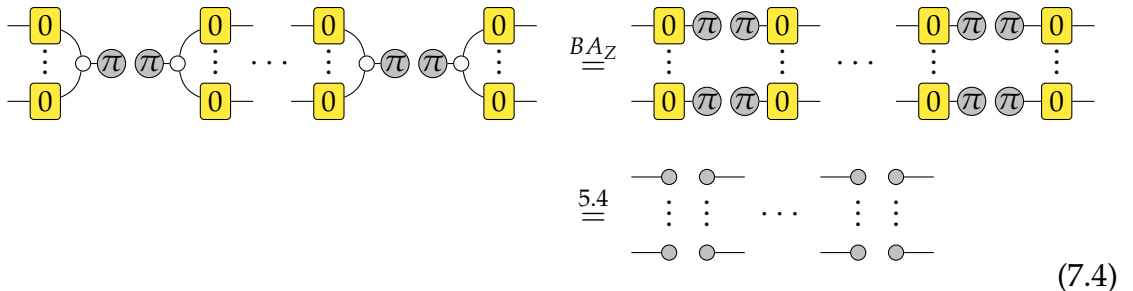 0 0 0 0 0 π π 0 0 π π 0
⋮ π π ⋮ ⋯ ⋮ π π ⋮ BA_Z = ⋮ ⋮ ⋯ ⋮ ⋮
0 0 0 0 0 π π 0 0 π π 0
5.4 = ⋮ ⋮ ⋯ ⋮ ⋮
(7.4)